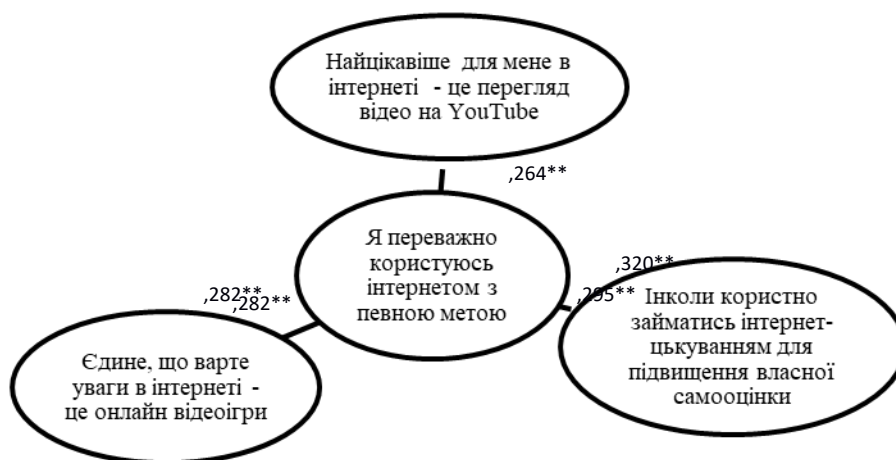 Найцікавіше для мене в
інтернеті - це перегляд
відео на YouTube
,264**
Я переважно
користуюсь
інтернетом з
певною метою
,320**
,295**
,282**
,282**
Інколи користно
займатись інтернет-
цькуванням для
підвищення власної
самооцінки
Єдине, що варте
уваги в інтернеті -
це онлайн відеоігри